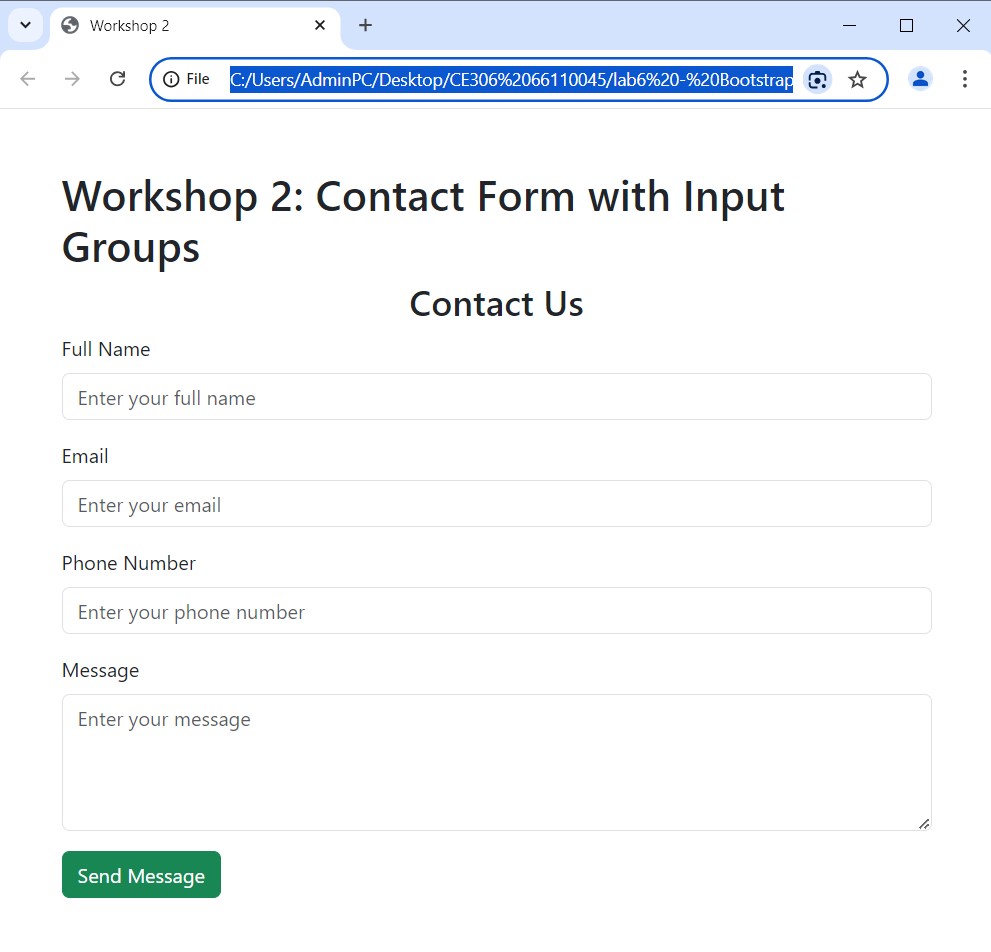 Workshop 2
File C:/Users/AdminPC/Desktop/CE306%2066110045/lab6%20-%20Bootstrap
Workshop 2: Contact Form with Input
Groups
Contact Us
Full Name
Enter your full name
Email
Enter your email
Phone Number
Enter your phone number
Message
Enter your message
Send Message